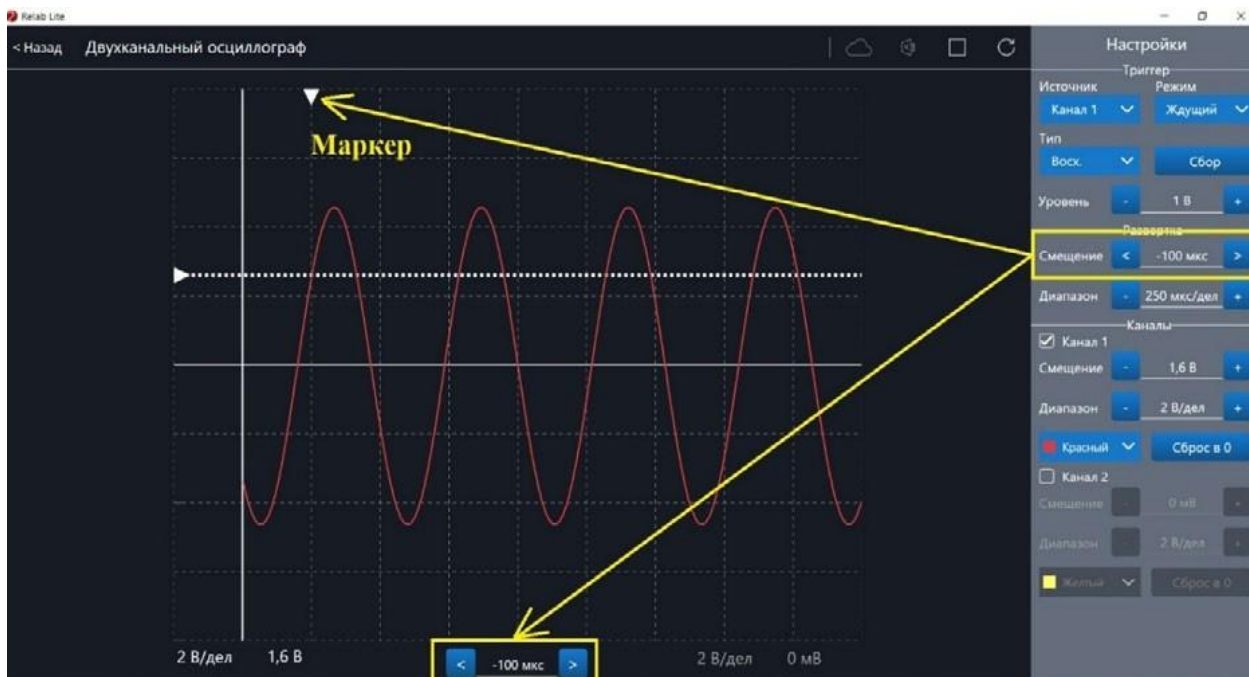 Relab Lite
< Назад Двухканальный осциллограф
Маркер
2 В/дел 1,6 В
< -100 мкс >
2 В/дел 0 мВ
Настройки
Триггер
Источник Режим
Канал 1 Ждущий
Тип
Восх. Сбор
Уровень - 1 В +
Развертка
Смещение < -100 мкс >
Диапазон - 250 мкс/дел +
Каналы
Канал 1
Смещение - 1,6 В +
Диапазон - 2 В/дел +
Красный Сброс в 0
Канал 2
Смещение - 0 мВ +
Диапазон - 2 В/дел +
Желтый Сброс в 0